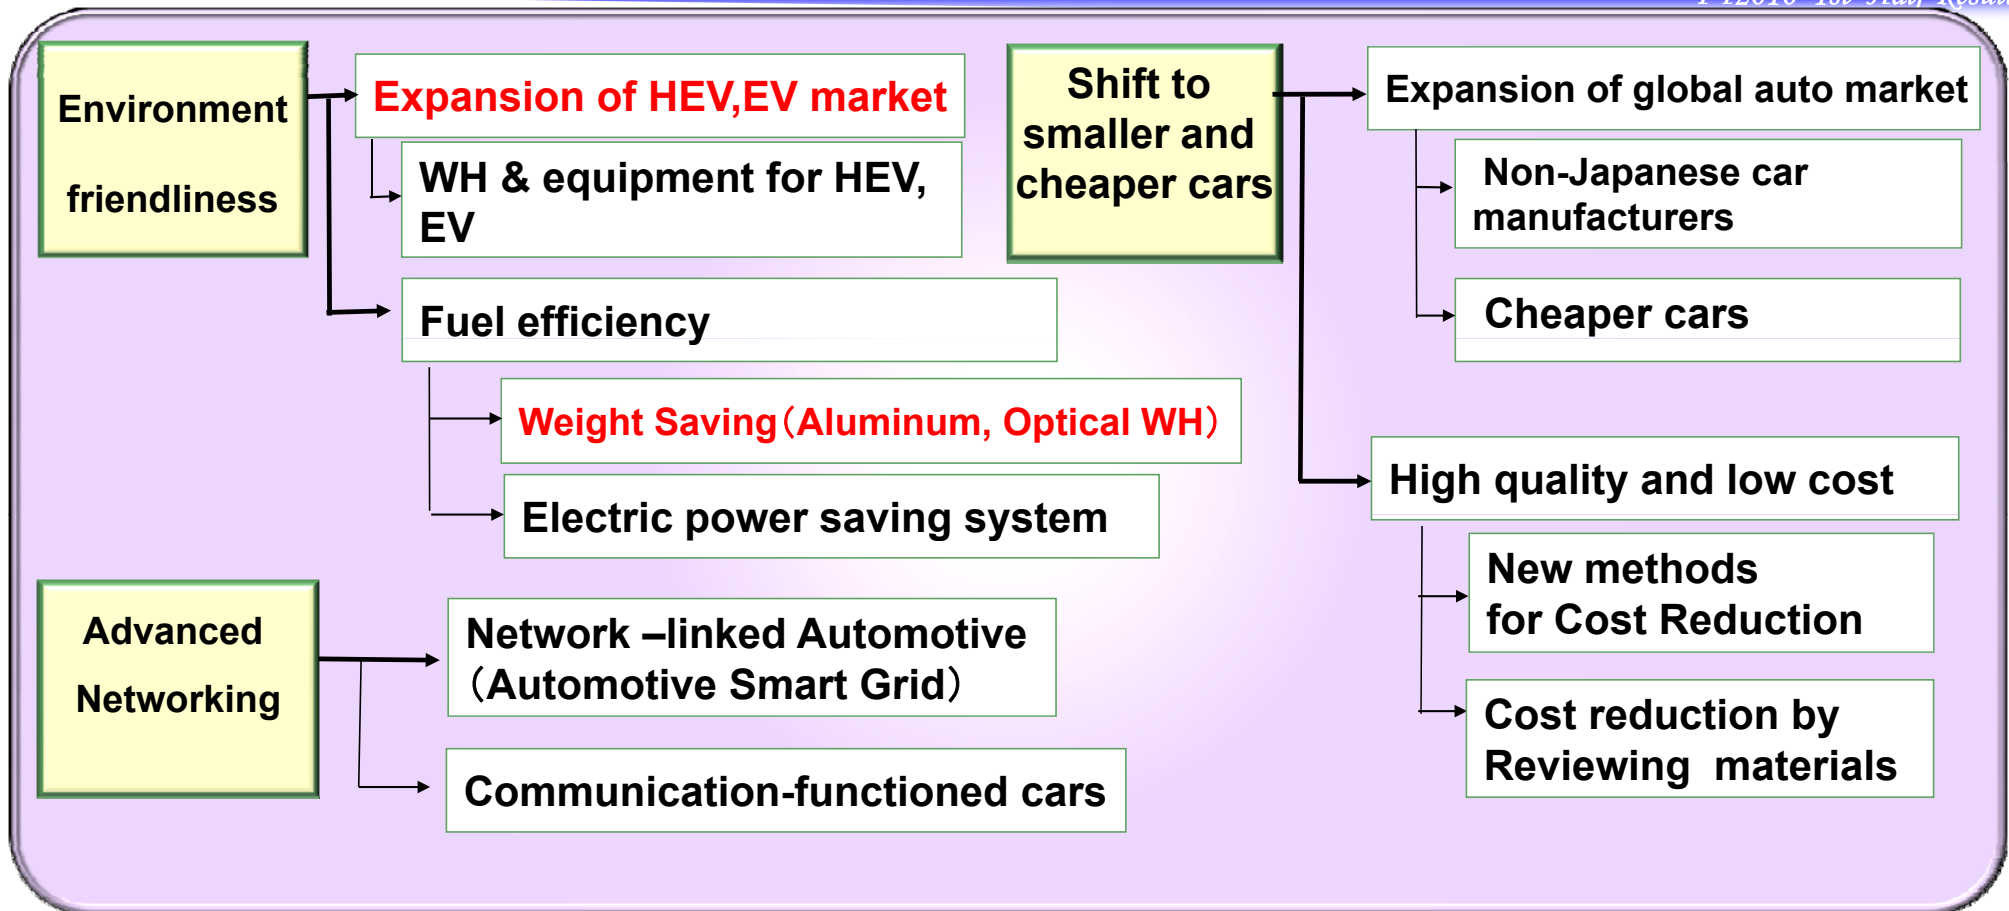 Environment
friendliness
Expansion of HEV,EV market
WH & equipment for HEV,
EV
Fuel efficiency
Weight Saving（Aluminum, Optical WH）
Electric power saving system
Advanced
Networking
Network –linked Automotive
（Automotive Smart Grid）
Communication-functioned cars
Shift to
smaller and
cheaper cars
Expansion of global auto market
Non-Japanese car
manufacturers
Cheaper cars
High quality and low cost
New methods
for Cost Reduction
Cost reduction by
Reviewing materials